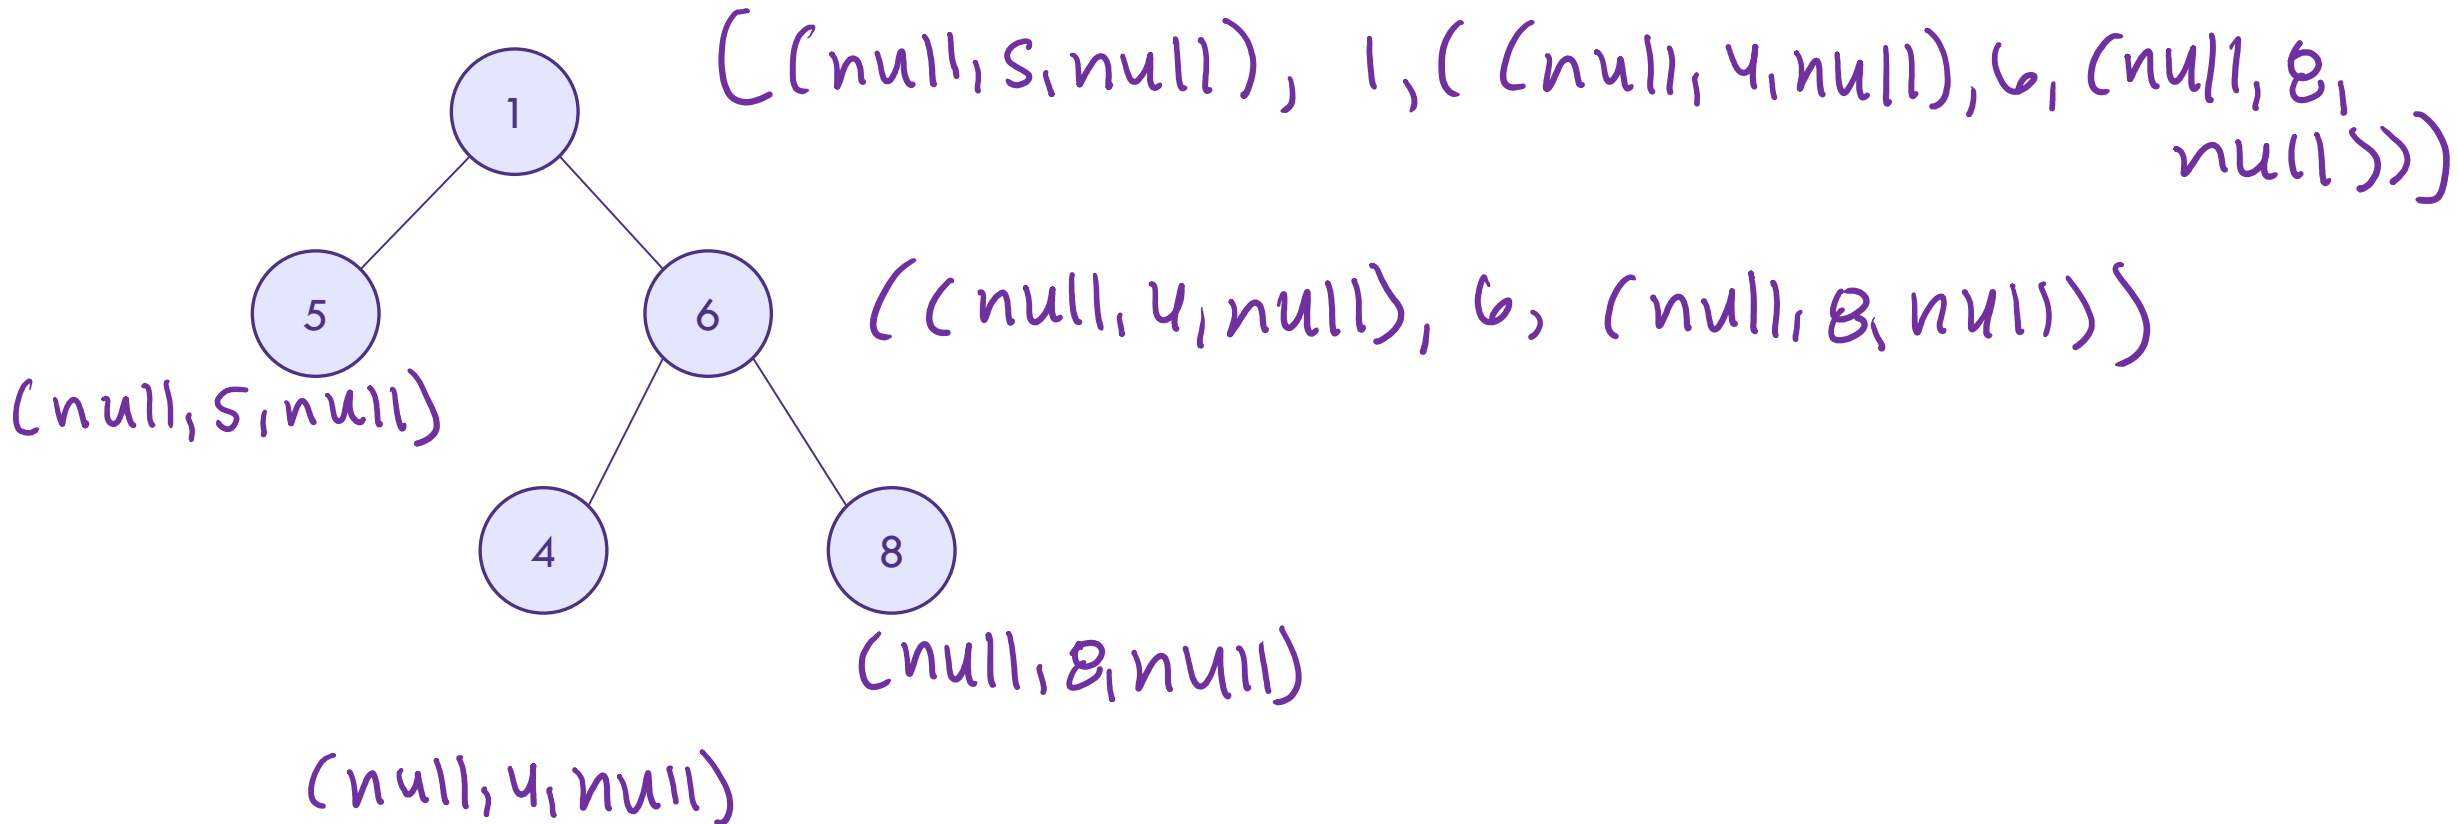 ((null, 5, null), 1, ((null, 4, null), 6, (null, 8,
null)))
1
5
6
((null, 4, null), 6, (null, 8, null))
(null, 5, null)
4
8
(null, 8, null)
(null, 4, null)